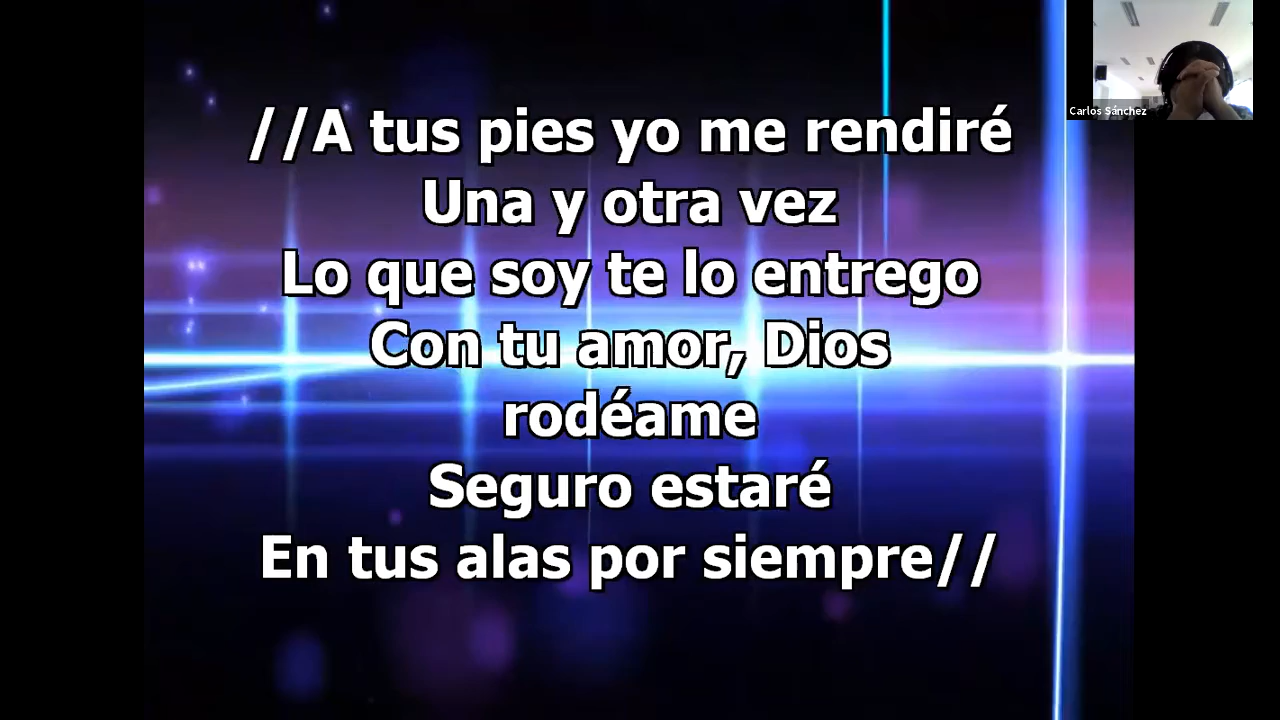 //A tus pies yo me rendiré
Una y otra vez
Lo que soy te lo entrego
Con tu amor, Dios
rodéame
Seguro estaré
En tus alas por siempre//
Carlos Sánchez